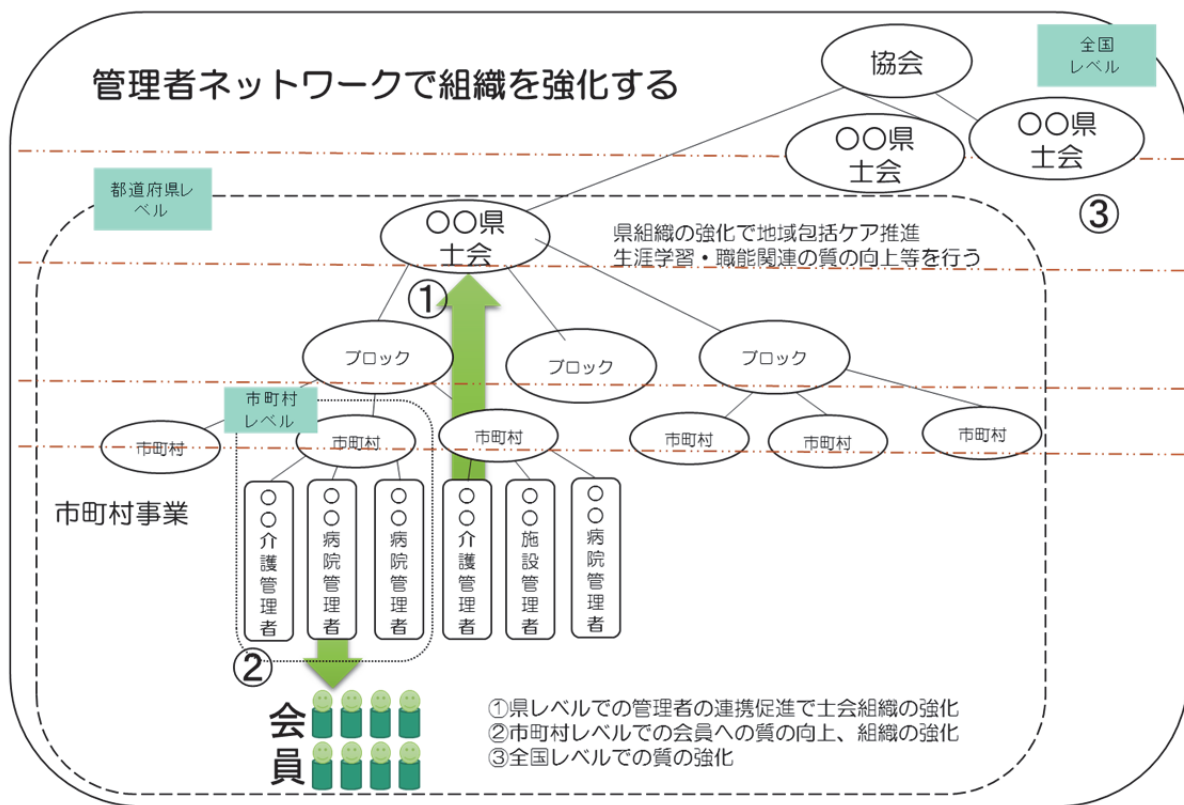 協会
全国
レベル
管理者ネットワークで組織を強化する
〇〇県
士会
〇〇県
士会
都道府県レ
ベル
③
〇〇県
士会
県組織の強化で地域包括ケア推進
生涯学習・職能関連の質の向上等を行う
①
ブロック
ブロック
ブロック
市町村
レベル
市町村
市町村
市町村
市町村
市町村
市町村
市町村事業
〇〇介護管理者
〇〇病院管理者
〇〇病院管理者
〇〇介護管理者
〇〇施設管理者
〇〇病院管理者
②
会員
①県レベルでの管理者の連携促進で士会組織の強化
②市町村レベルでの会員への質の向上、組織の強化
③全国レベルでの質の強化